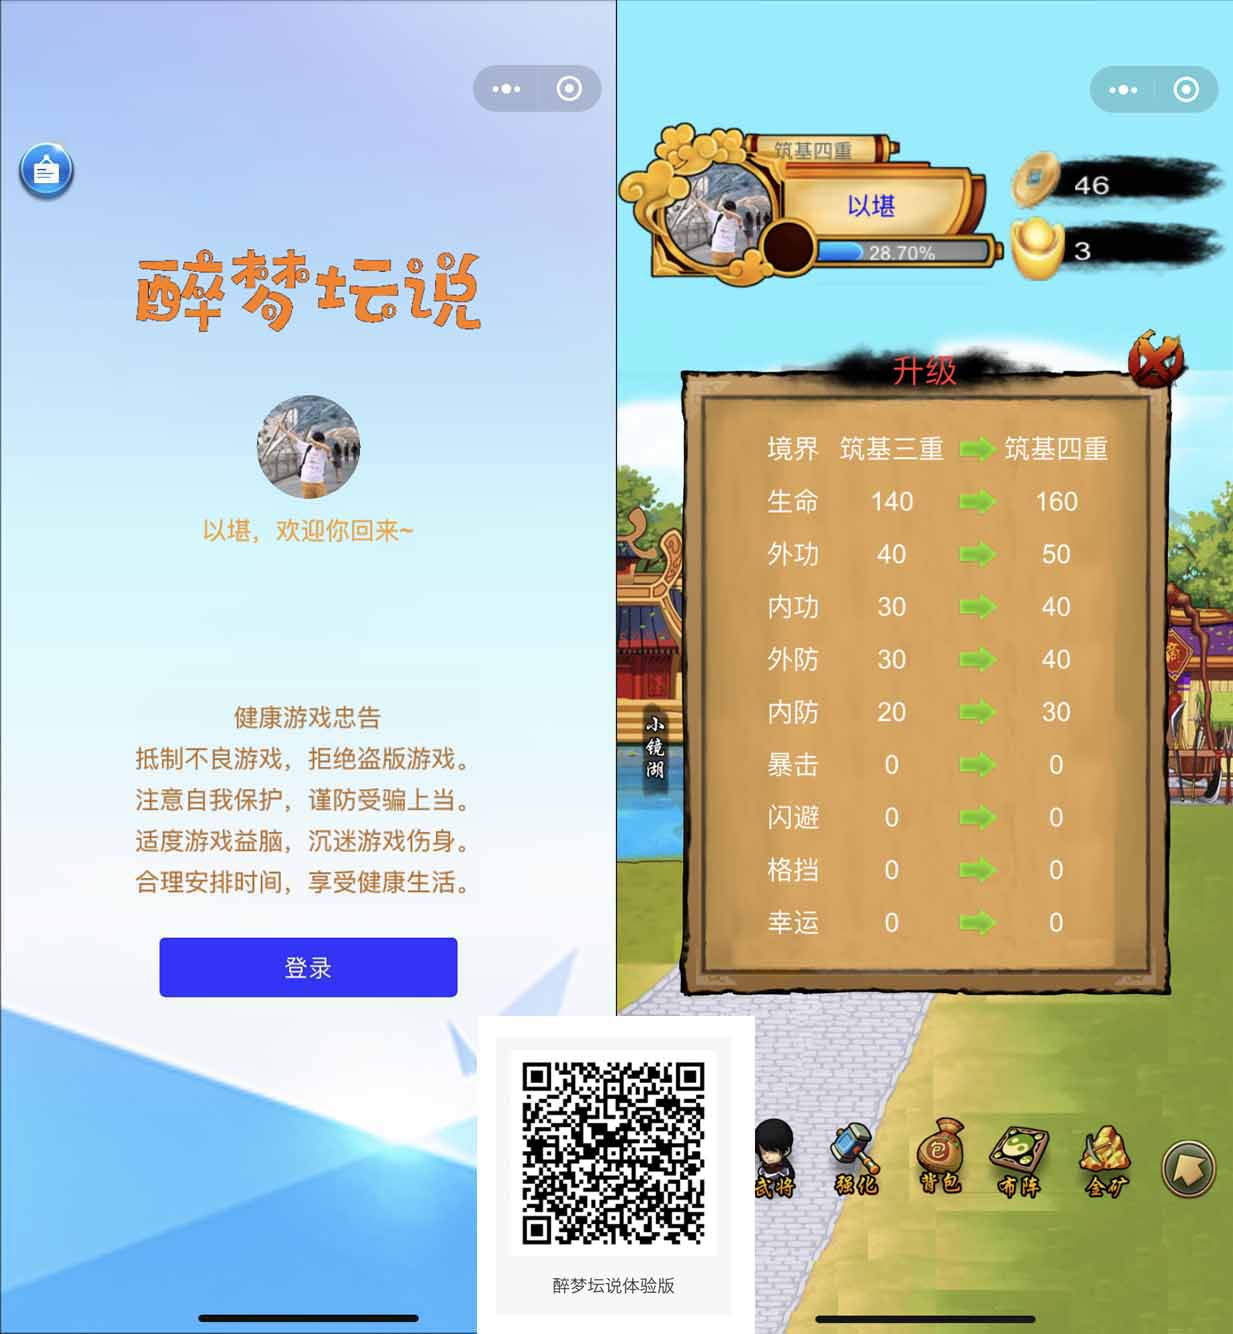 醉梦坛说
以堪，欢迎你回来~
健康游戏忠告
抵制不良游戏，拒绝盗版游戏。
注意自我保护，谨防受骗上当。
适度游戏益脑，沉迷游戏伤身。
合理安排时间，享受健康生活。
登录
筑基四重
以堪
28.70%
46
3
升级
境界 筑基三重 筑基四重
生命 140 160
外功 40 50
内功 30 40
外防 30 40
内防 20 30
暴击 0 0
闪避 0 0
格挡 0 0
幸运 0 0
小镜湖
商
武将 强化 背包 布阵 金矿
醉梦坛说体验版